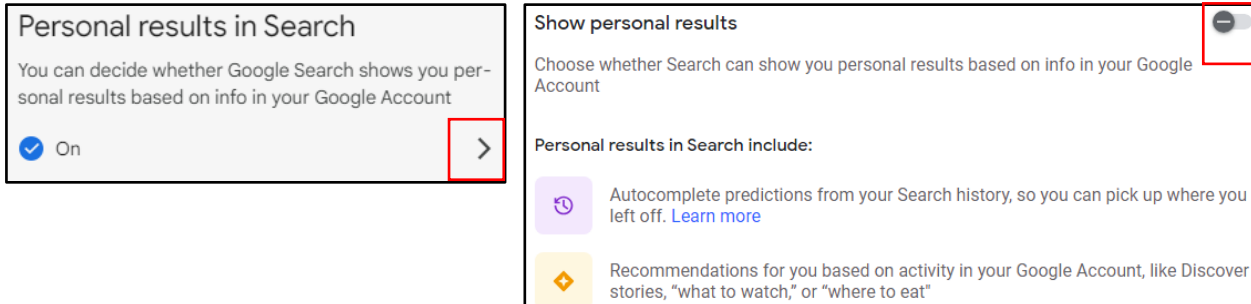 Personal results in Search
You can decide whether Google Search shows you per-
sonal results based on info in your Google Account
On
Show personal results
Choose whether Search can show you personal results based on info in your Google
Account
Personal results in Search include:
Autocomplete predictions from your Search history, so you can pick up where you
left off. Learn more
Recommendations for you based on activity in your Google Account, like Discover
stories, “what to watch,” or “where to eat"